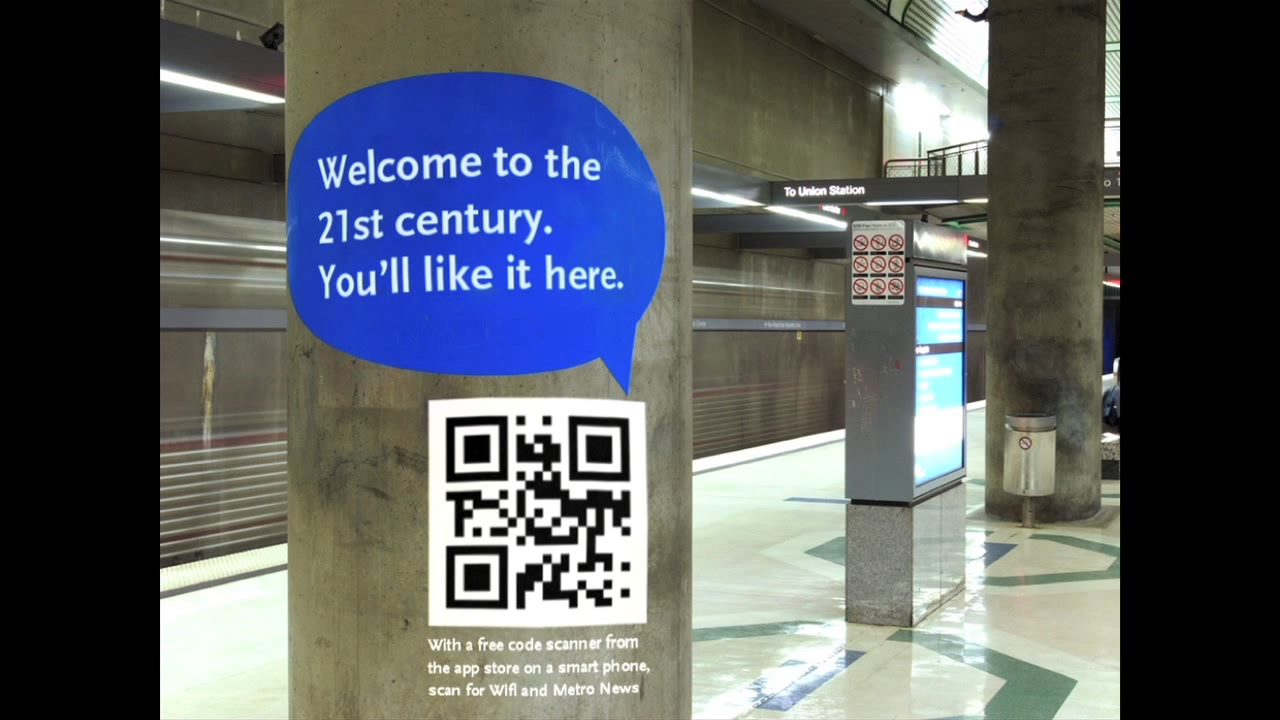 Welcome to the
21st century.
You'll like it here.
To Union Station
With a free code scanner from
the app store on a smart phone,
scan for Wifi and Metro News